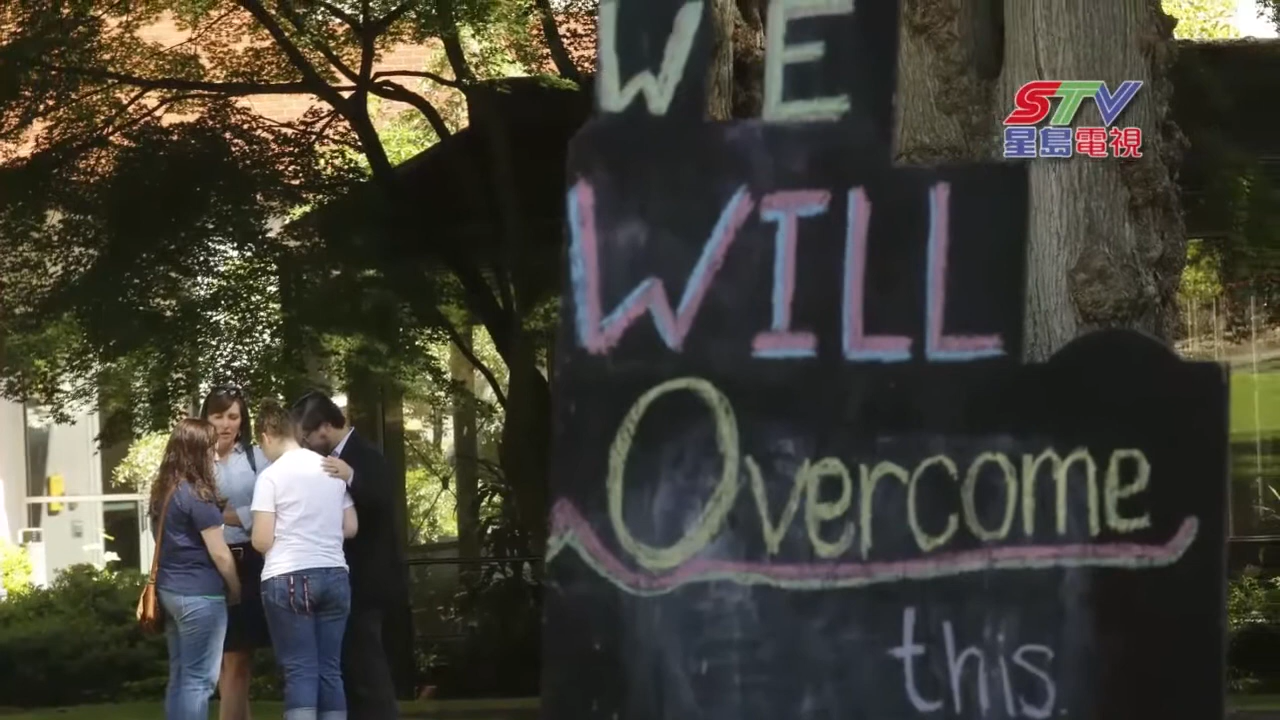 STV
星島電視
WE
WILL
Overcome
this.